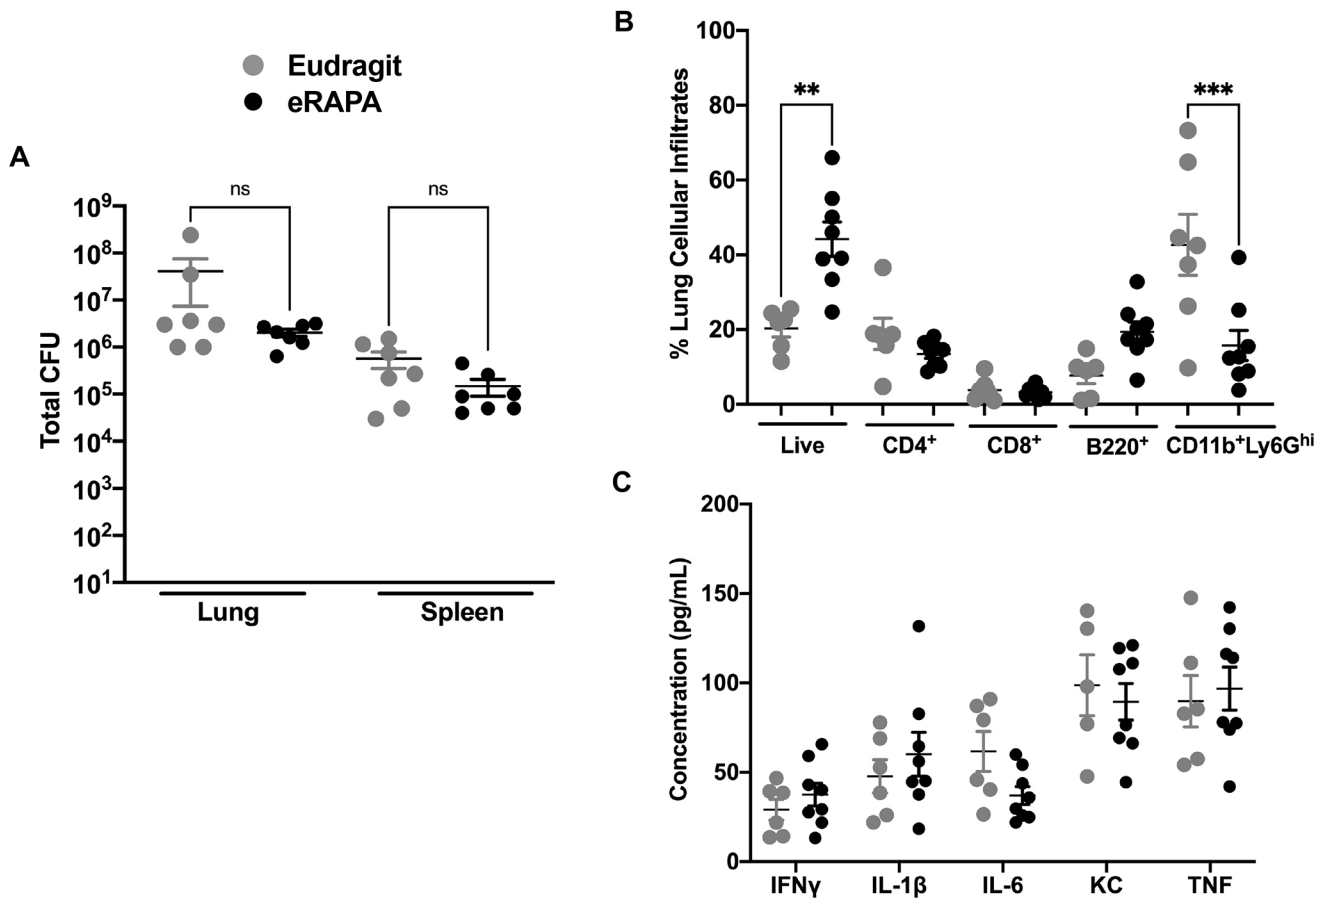 Eudragit
eRAPA
A
ns ns
10⁹
10⁸
10⁷
10⁶
10⁵
10⁴
10³
10²
10¹
Total CFU
Lung Spleen
B
** ***
100
80
60
40
20
0
% Lung Cellular Infiltrates
Live CD4⁺ CD8⁺ B220⁺ CD11b⁺Ly6Gʰⁱ
C
200
150
100
50
0
Concentration (pg/mL)
IFNγ IL-1β IL-6 KC TNF